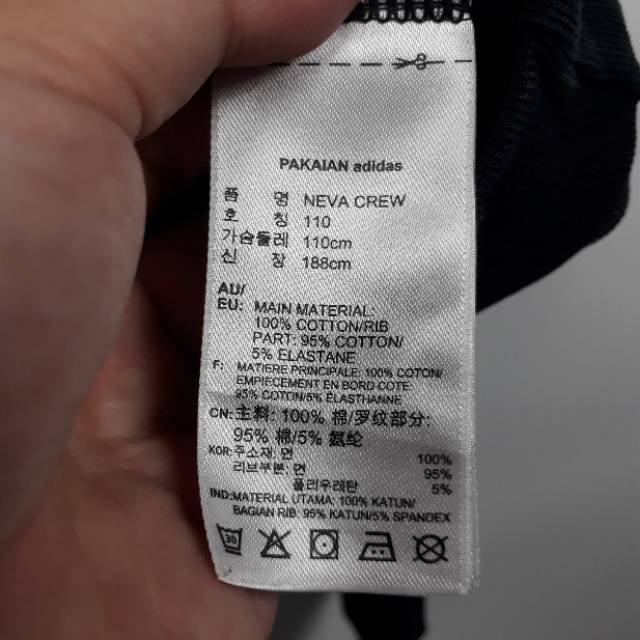 PAKAIAN adidas
품 명 NEVA CREW
호 칭 110
가슴둘레 110cm
신 장 188cm
AU/
EU: MAIN MATERIAL:
100% COTTON/RIB
PART: 95% COTTON/
5% ELASTANE
F: MATIERE PRINCIPALE: 100% COTON/
EMPIECEMENT EN BORD COTE:
95% COTON/5% ÉLASTHANNE
CN: 主料: 100% 棉/罗纹部分:
95% 棉/5% 氨纶
KOR: 주소재: 면 100%
리브부분: 면 95%
폴리우레탄 5%
IND: MATERIAL UTAMA: 100% KATUN/
BAGIAN RIB: 95% KATUN/5% SPANDEX
30